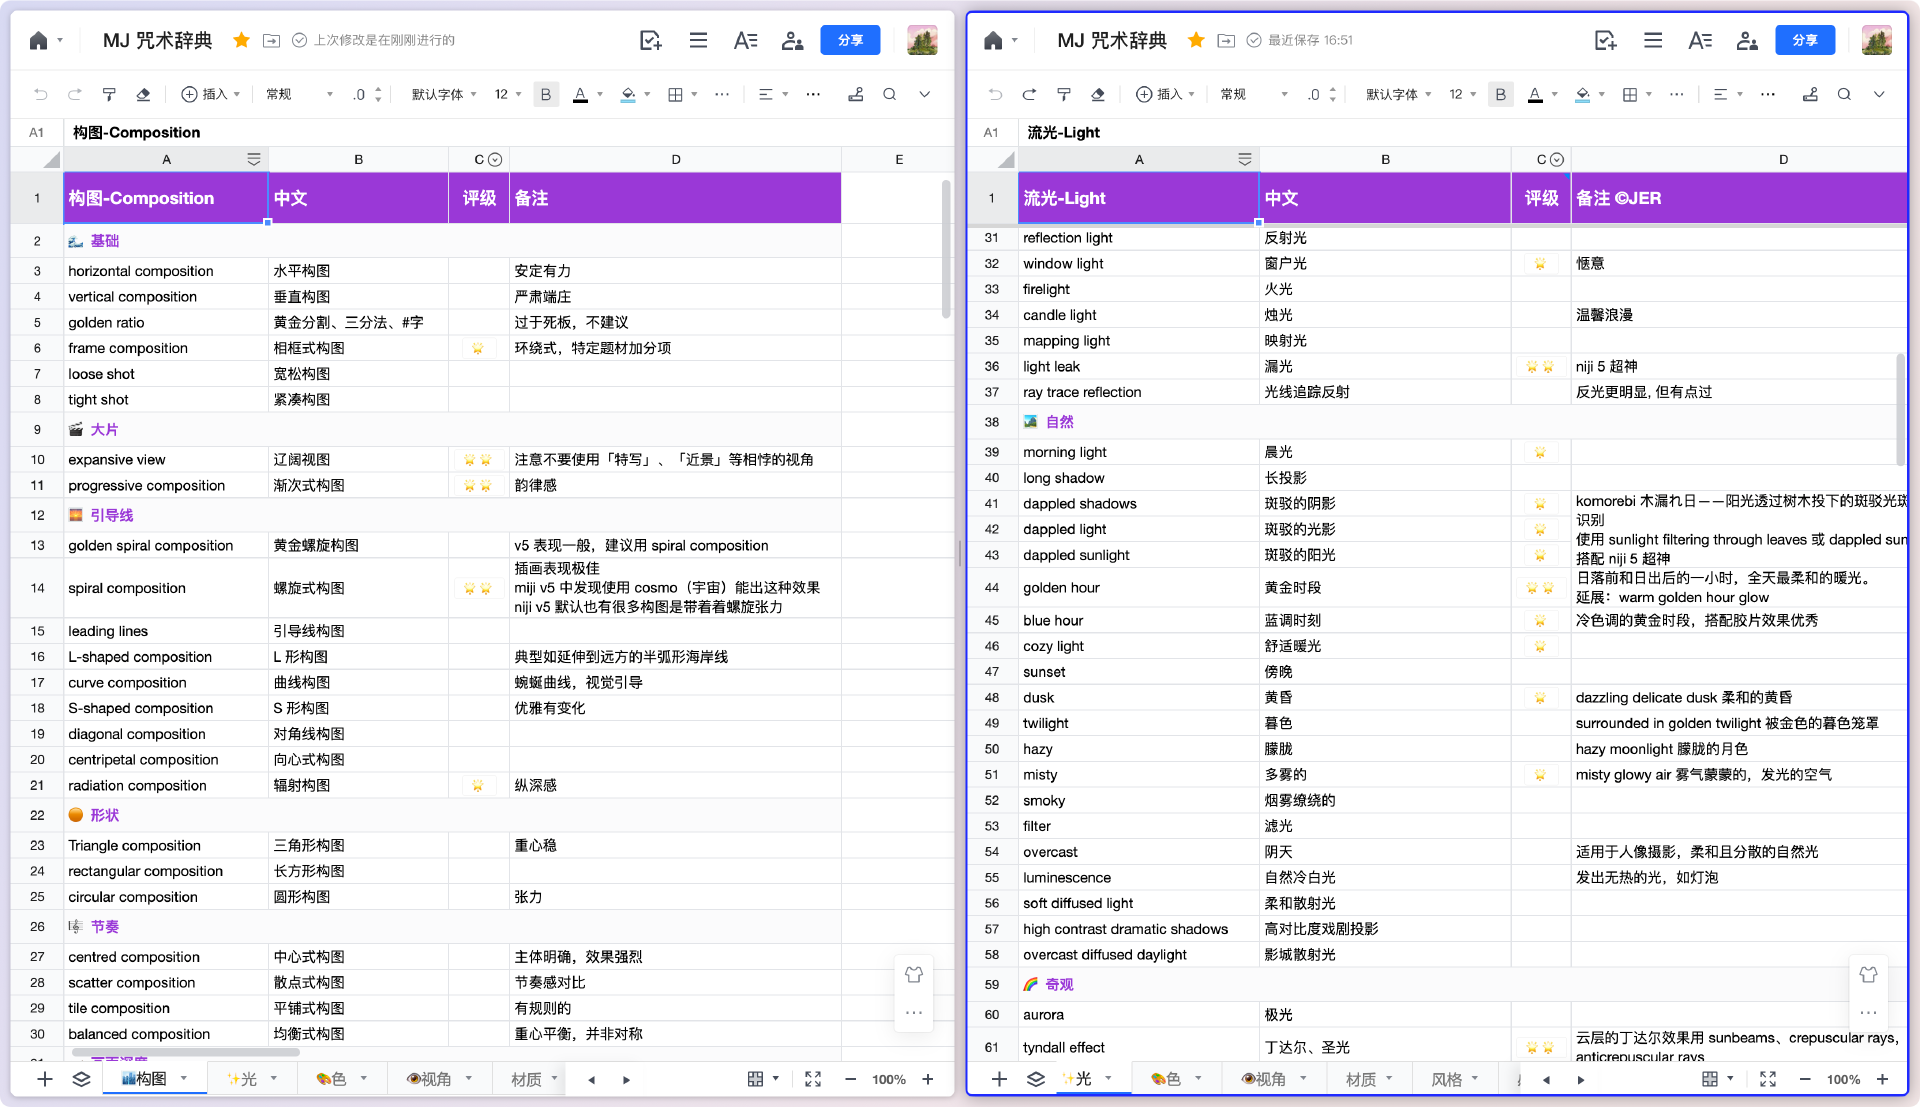 MJ 咒术辞典
上次修改是在刚刚进行的
分享
插入
常规
.0
默认字体
12
B
A
A1
构图-Composition
A
B
C
D
E
1
构图-Composition
中文
评级
备注
2
基础
3
horizontal composition
水平构图
安定有力
4
vertical composition
垂直构图
严肃端庄
5
golden ratio
黄金分割、三分法、#字
过于死板，不建议
6
frame composition
相框式构图
环绕式，特定题材加分项
7
loose shot
宽松构图
8
tight shot
紧凑构图
9
大片
10
expansive view
辽阔视图
注意不要使用「特写」、「近景」等相悖的视角
11
progressive composition
渐次式构图
韵律感
12
引导线
13
golden spiral composition
黄金螺旋构图
v5 表现一般，建议用 spiral composition
14
spiral composition
螺旋式构图
插画表现极佳
miji v5 中发现使用 cosmo（宇宙）能出这种效果
niji v5 默认也有很多构图是带着着螺旋张力
15
leading lines
引导线构图
16
L-shaped composition
L 形构图
典型如延伸到远方的半弧形海岸线
17
curve composition
曲线构图
蜿蜒曲线，视觉引导
18
S-shaped composition
S 形构图
优雅有变化
19
diagonal composition
对角线构图
20
centripetal composition
向心式构图
21
radiation composition
辐射构图
纵深感
22
形状
23
Triangle composition
三角形构图
重心稳
24
rectangular composition
长方形构图
25
circular composition
圆形构图
张力
26
节奏
27
centred composition
中心式构图
主体明确，效果强烈
28
scatter composition
散点式构图
节奏感对比
29
tile composition
平铺式构图
有规则的
30
balanced composition
均衡式构图
重心平衡，并非对称
构图
光
色
视角
材质
100%
MJ 咒术辞典
最近保存 16:51
分享
插入
常规
.0
默认字体
12
B
A
A1
流光-Light
A
B
C
D
1
流光-Light
中文
评级
备注 ©JER
31
reflection light
反射光
32
window light
窗户光
惬意
33
firelight
火光
34
candle light
烛光
温馨浪漫
35
mapping light
映射光
36
light leak
漏光
niji 5 超神
37
ray trace reflection
光线追踪反射
反光更明显, 但有点过
38
自然
39
morning light
晨光
40
long shadow
长投影
41
dappled shadows
斑驳的阴影
42
dappled light
斑驳的光影
43
dappled sunlight
斑驳的阳光
komorebi 木漏れ日——阳光透过树木投下的斑驳光斑
识别
使用 sunlight filtering through leaves 或 dappled sun
搭配 niji 5 超神
44
golden hour
黄金时段
日落前和日出后的一小时，全天最柔和的暖光。
延展：warm golden hour glow
45
blue hour
蓝调时刻
冷色调的黄金时段，搭配胶片效果优秀
46
cozy light
舒适暖光
47
sunset
傍晚
48
dusk
黄昏
dazzling delicate dusk 柔和的黄昏
49
twilight
暮色
surrounded in golden twilight 被金色的暮色笼罩
50
hazy
朦胧
hazy moonlight 朦胧的月色
51
misty
多雾的
misty glowy air 雾气蒙蒙的，发光的空气
52
smoky
烟雾缭绕的
53
filter
滤光
54
overcast
阴天
适用于人像摄影，柔和且分散的自然光
55
luminescence
自然冷白光
发出无热的光，如灯泡
56
soft diffused light
柔和散射光
57
high contrast dramatic shadows
高对比度戏剧投影
58
overcast diffused daylight
影城散射光
59
奇观
60
aurora
极光
61
tyndall effect
丁达尔、圣光
云层的丁达尔效果用 sunbeams、crepuscular rays,
anticrepuscular rays
光
色
视角
材质
风格
100%